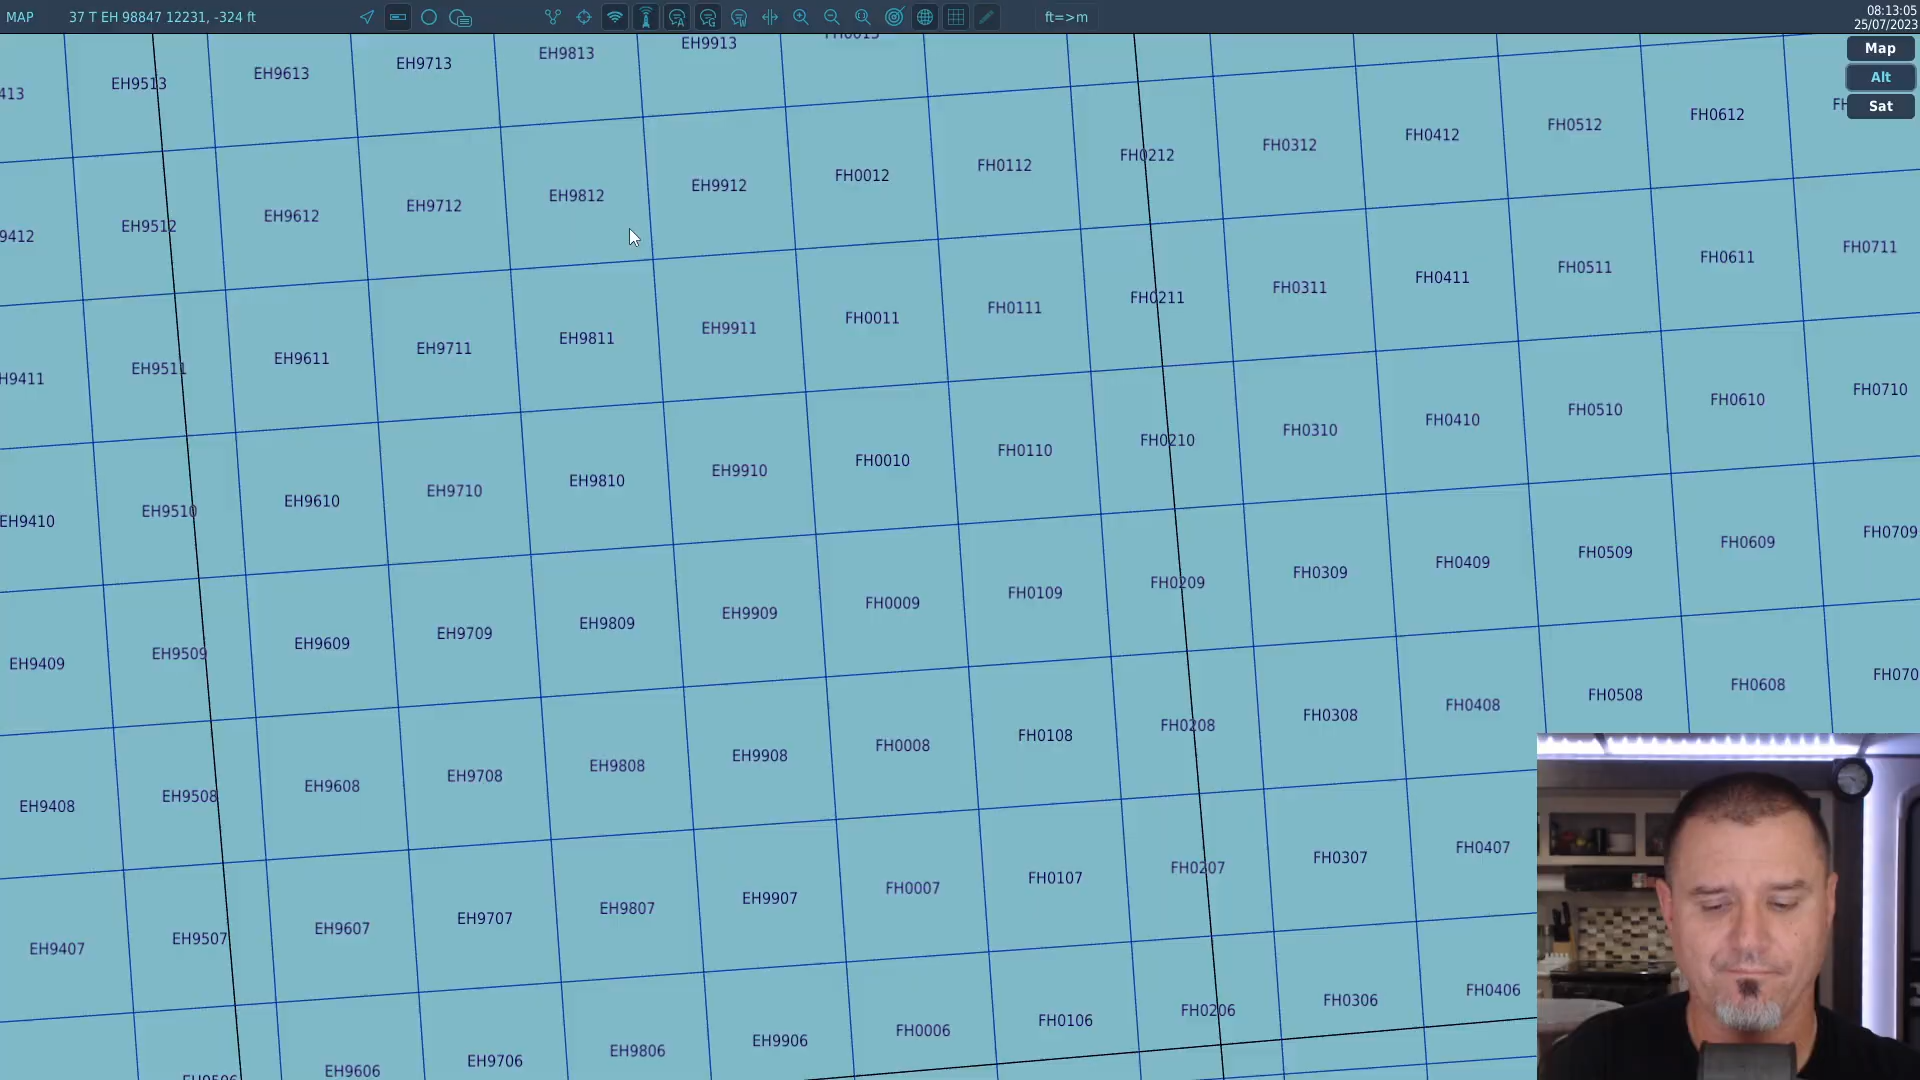 MAP 37 T EH 98847 12231, -324 ft ft=>m 08:13:05
25/07/2023
Map
Alt
Sat
413 EH9513 EH9613 EH9713 EH9813 EH9913 FH0013
9412 EH9512 EH9612 EH9712 EH9812 EH9912 FH0012 FH0112 FH0212 FH0312 FH0412 FH0512 FH0612 FH
H9411 EH9511 EH9611 EH9711 EH9811 EH9911 FH0011 FH0111 FH0211 FH0311 FH0411 FH0511 FH0611 FH0711
EH9410 EH9510 EH9610 EH9710 EH9810 EH9910 FH0010 FH0110 FH0210 FH0310 FH0410 FH0510 FH0610 FH0710
EH9409 EH9509 EH9609 EH9709 EH9809 EH9909 FH0009 FH0109 FH0209 FH0309 FH0409 FH0509 FH0609 FH0709
EH9408 EH9508 EH9608 EH9708 EH9808 EH9908 FH0008 FH0108 FH0208 FH0308 FH0408 FH0508 FH0608 FH070
EH9407 EH9507 EH9607 EH9707 EH9807 EH9907 FH0007 FH0107 FH0207 FH0307 FH0407
EH9506 EH9606 EH9706 EH9806 EH9906 FH0006 FH0106 FH0206 FH0306 FH0406